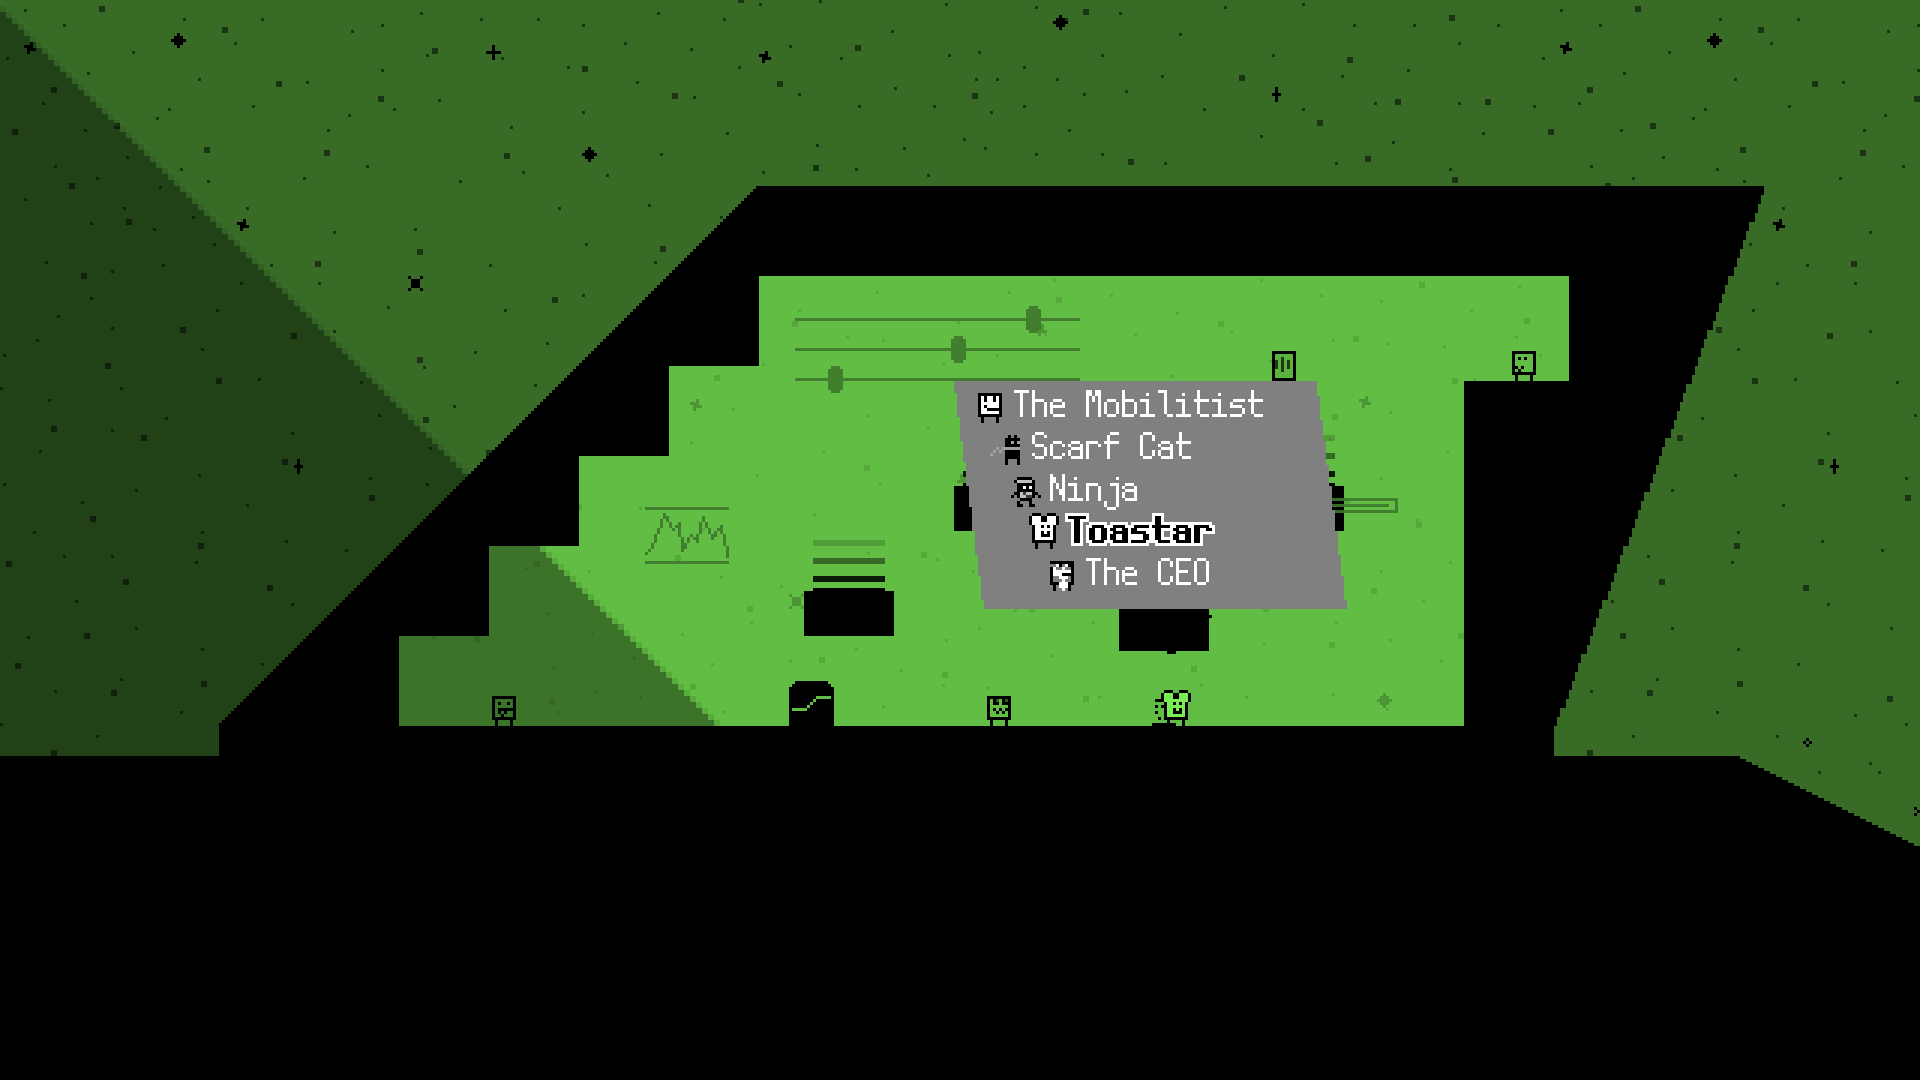 The Mobilitist
Scarf Cat
Ninja
Toastar
The CEO